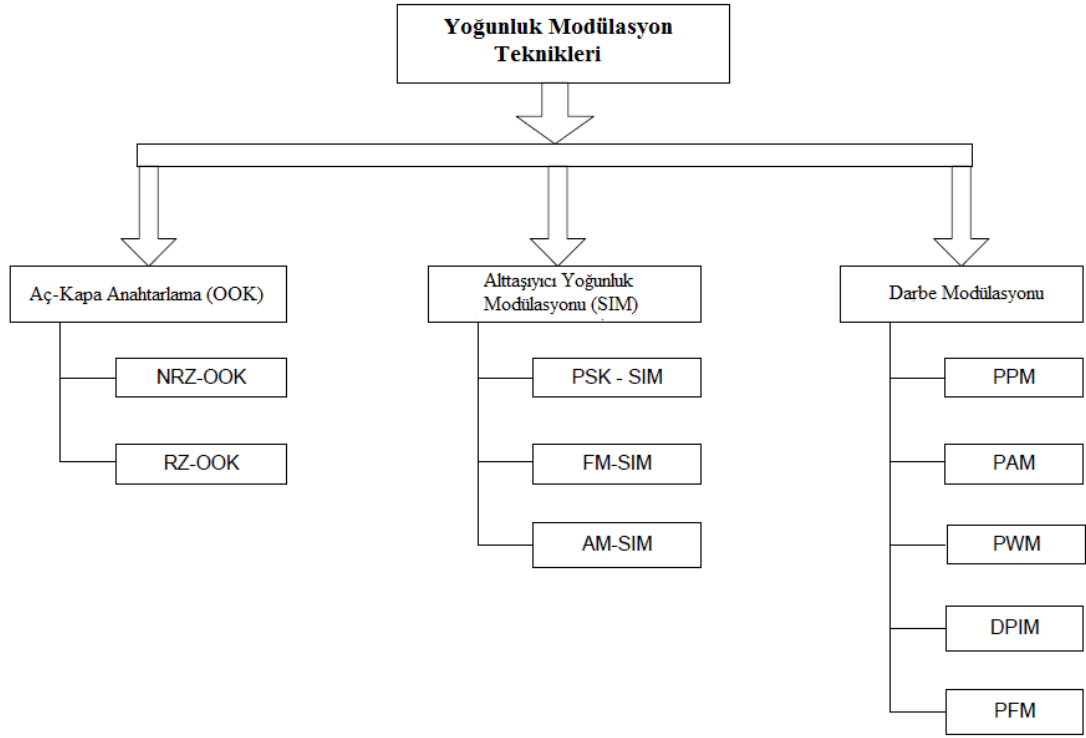 Yoğunluk Modülasyon
Teknikleri
Aç-Kapa Anahtarlama (OOK)
NRZ-OOK
RZ-OOK
Alttaşıyıcı Yoğunluk
Modülasyonu (SIM)
PSK - SIM
FM-SIM
AM-SIM
Darbe Modülasyonu
PPM
PAM
PWM
DPIM
PFM